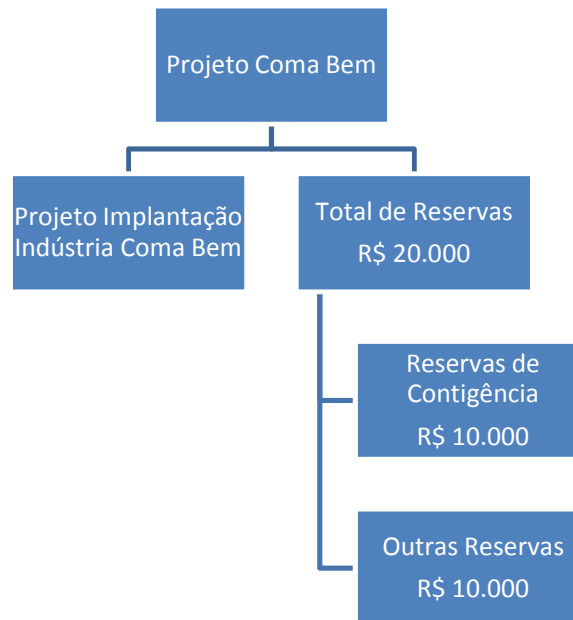 Projeto Coma Bem
Projeto Implantação
Indústria Coma Bem
Total de Reservas
R$ 20.000
Reservas de
Contigência
R$ 10.000
Outras Reservas
R$ 10.000